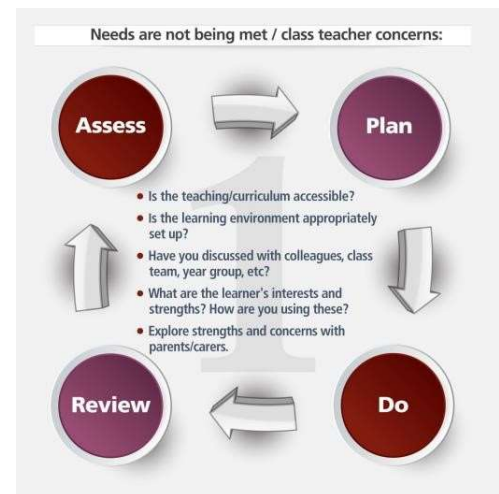 Needs are not being met / class teacher concerns:
Assess
Plan
1
• Is the teaching/curriculum accessible?
• Is the learning environment appropriately
set up?
• Have you discussed with colleagues, class
team, year group, etc?
• What are the learner's interests and
strengths? How are you using these?
• Explore strengths and concerns with
parents/carers.
Review
Do